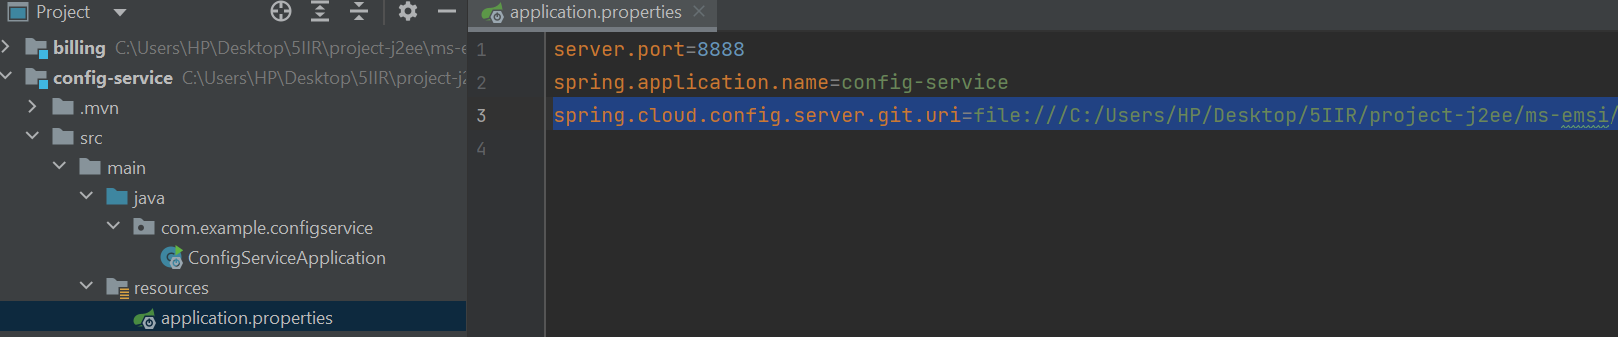 Project
application.properties
billing C:\Users\HP\Desktop\5IIR\project-j2ee\ms-e
config-service C:\Users\HP\Desktop\5IIR\project-j2
.mvn
src
main
java
com.example.configservice
ConfigServiceApplication
resources
application.properties
1 server.port=8888
2 spring.application.name=config-service
3 spring.cloud.config.server.git.uri=file:///C:/Users/HP/Desktop/5IIR/project-j2ee/ms-emsi/
4